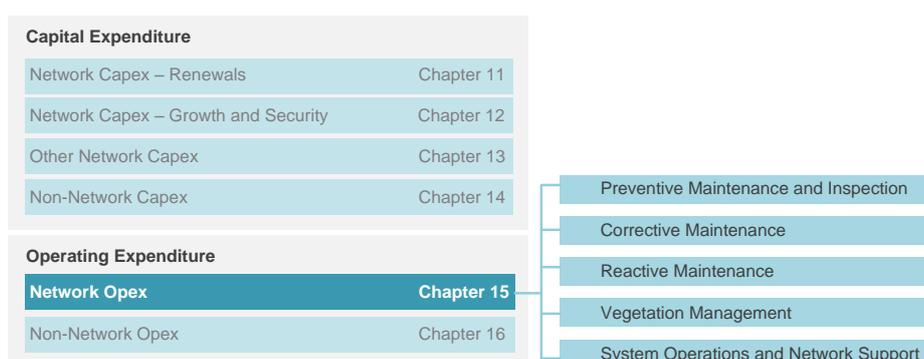 Capital Expenditure
Network Capex – Renewals Chapter 11
Network Capex – Growth and Security Chapter 12
Other Network Capex Chapter 13
Non-Network Capex Chapter 14
Operating Expenditure
Network Opex Chapter 15
Non-Network Opex Chapter 16
Preventive Maintenance and Inspection
Corrective Maintenance
Reactive Maintenance
Vegetation Management
System Operations and Network Support